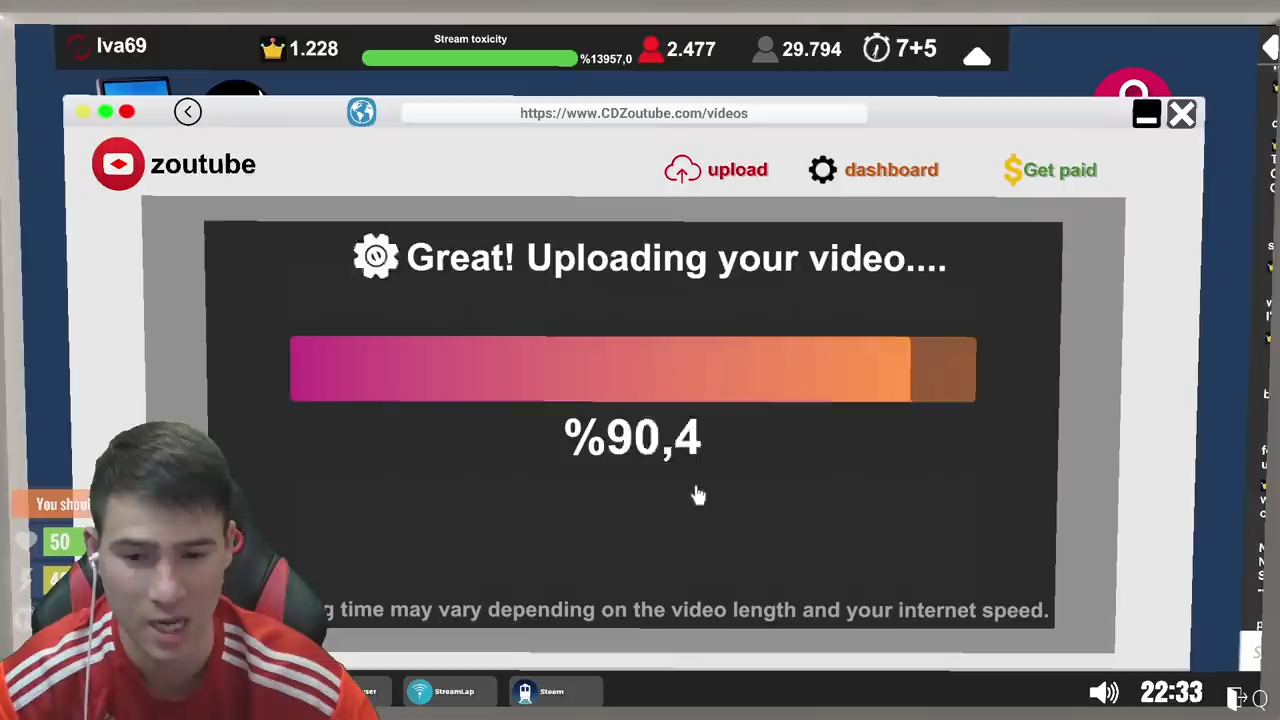 Iva69
1.228
Stream toxicity
%13957,0
2.477
29.794
7+5
https://www.CDZoutube.com/videos
zoutube
upload
dashboard
$Get paid
Great! Uploading your video....
%90,4
You
50
time may vary depending on the video length and your internet speed.
StreamLap
Steem
22:33